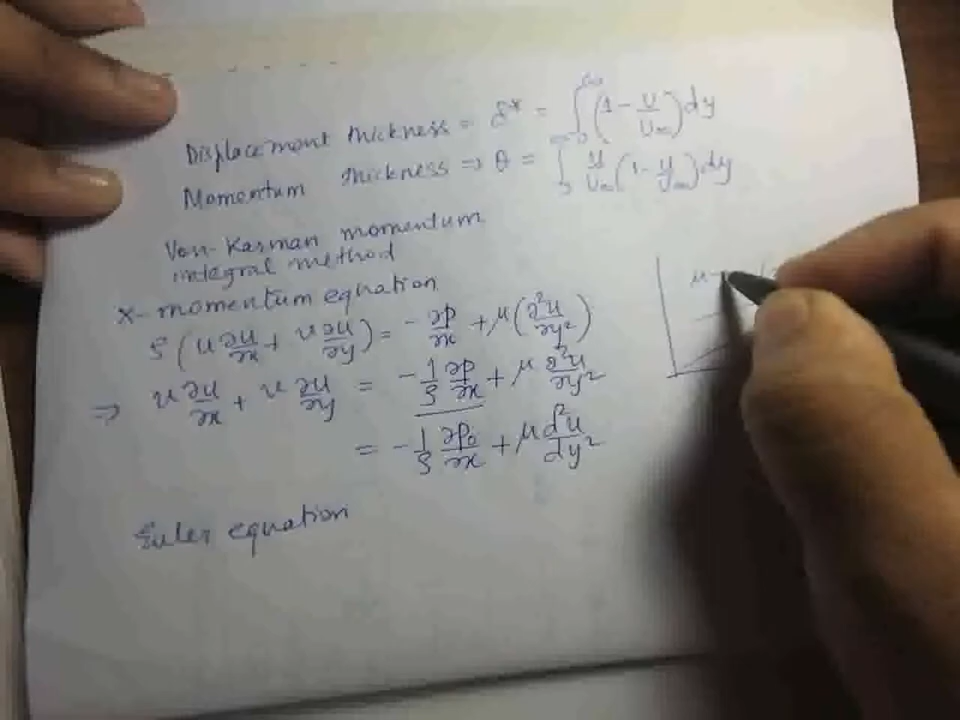 Displacement thickness = δ* = ∫₀^∞ (1 - u/U∞) dy
Momentum thickness → θ = ∫₀ u/U∞ (1 - u/U∞) dy
Von-Karman momentum
integral method
x-momentum equation
ρ (u ∂u/∂x + v ∂u/∂y) = - ∂p/∂x + μ (∂²u/∂y²)
⇒ u ∂u/∂x + v ∂u/∂y = - 1/ρ ∂p/∂x + μ ∂²u/∂y²
= - 1/ρ ∂p/∂x + μ d²u/dy²
Euler equation